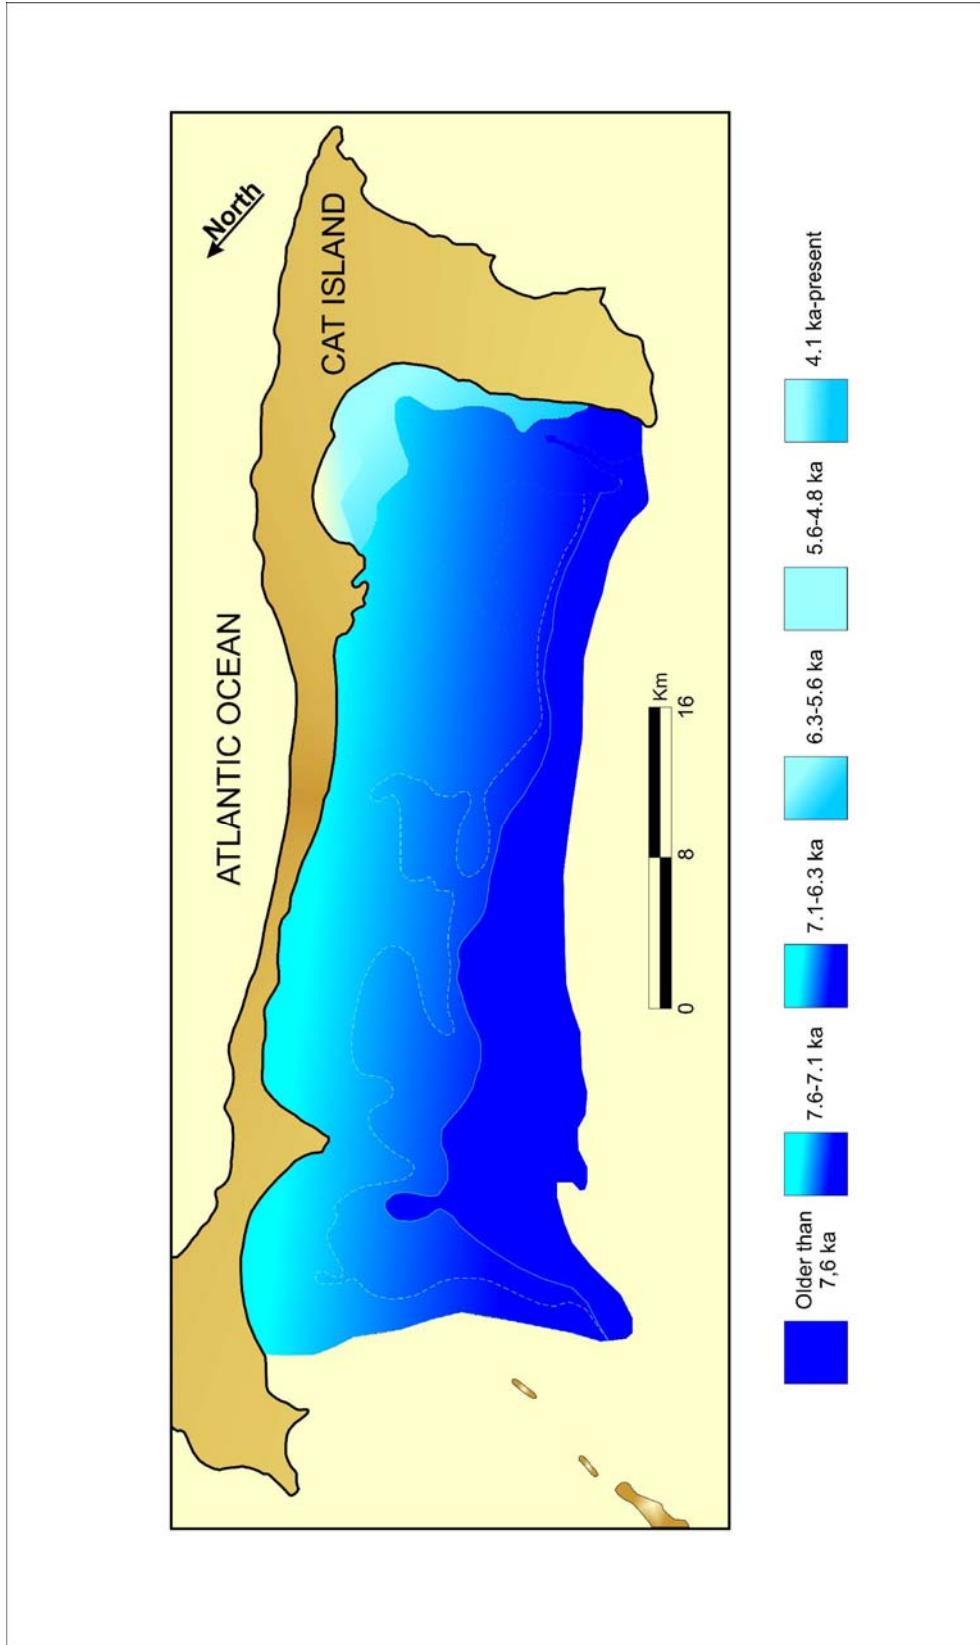 North
CAT ISLAND
ATLANTIC OCEAN
0 8 16
Km
Older than
7,6 ka
7.6-7.1 ka
7.1-6.3 ka
6.3-5.6 ka
5.6-4.8 ka
4.1 ka-present